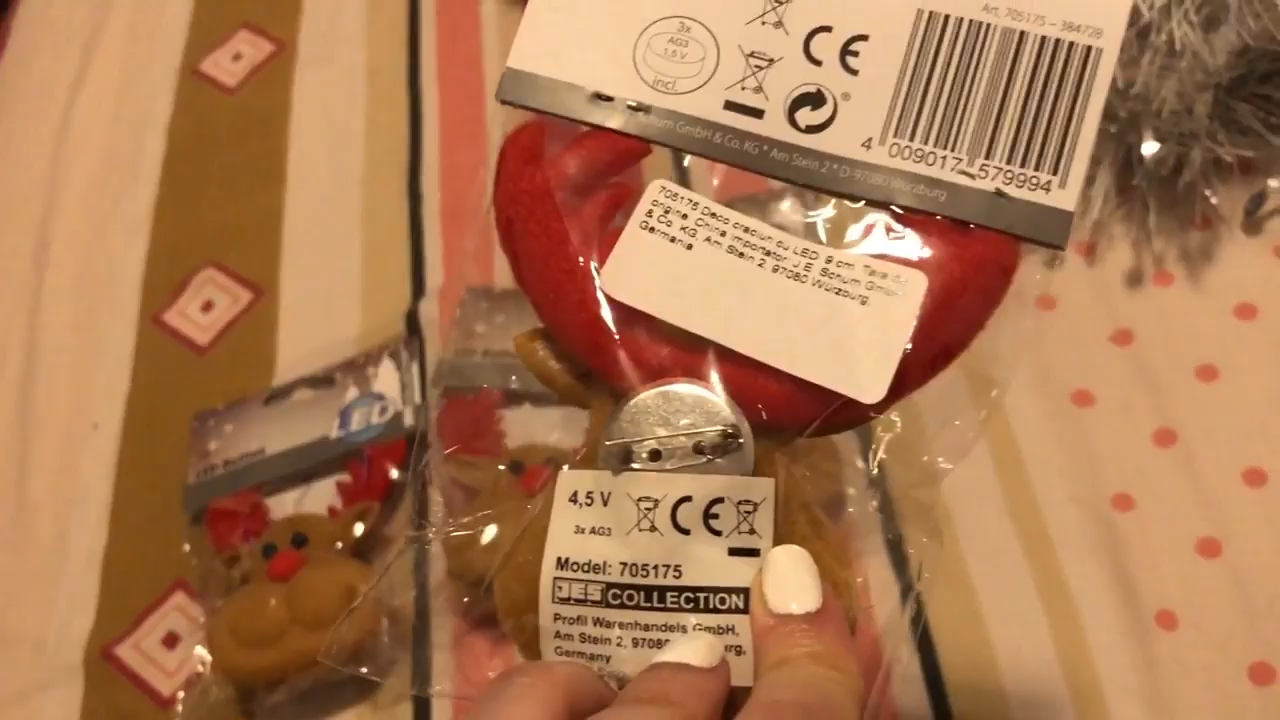 Art. 705175 – 384728
3x
AG3
1,5 V
incl.
CE
4 009017 579994
Schum GmbH & Co. KG * Am Stein 2 * D-97080 Würzburg
705175 Deco craciun cu LED 9 cm. Tara
origine: China Importator: J.E. Schum GmbH
& Co. KG, Am Stein 2, 97080 Würzburg,
Germania
LED
4,5 V
3x AG3
CE
Model: 705175
JES COLLECTION
Profil Warenhandels GmbH,
Am Stein 2,
Germany